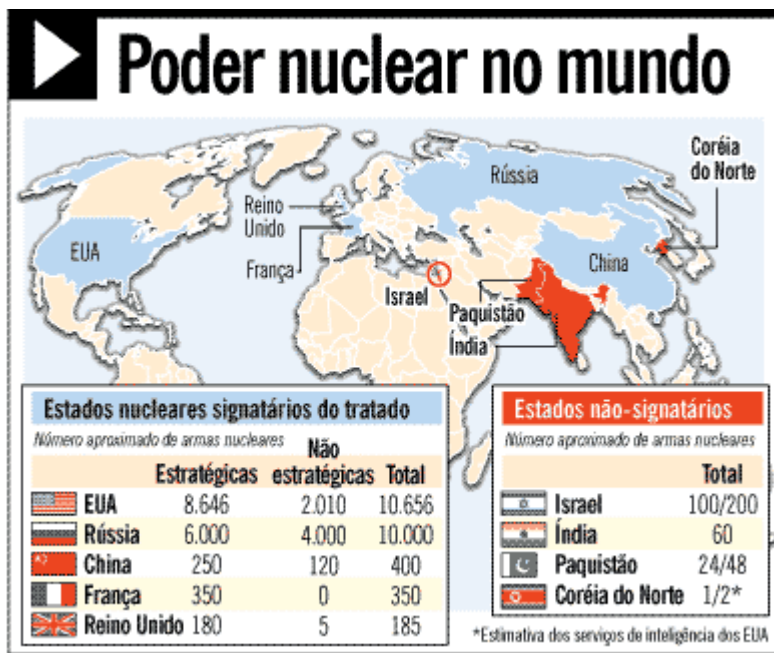 Poder nuclear no mundo
Coréia
do Norte
Rússia
Reino
Unido
EUA
China
França
Israel
Paquistão
Índia
Estados nucleares signatários do tratado
Número aproximado de armas nucleares
Estratégicas Não estratégicas Total
EUA 8.646 2.010 10.656
Rússia 6.000 4.000 10.000
China 250 120 400
França 350 0 350
Reino Unido 180 5 185
Estados não-signatários
Número aproximado de armas nucleares
Total
Israel 100/200
Índia 60
Paquistão 24/48
Coréia do Norte 1/2*
*Estimativa dos serviços de inteligência dos EUA